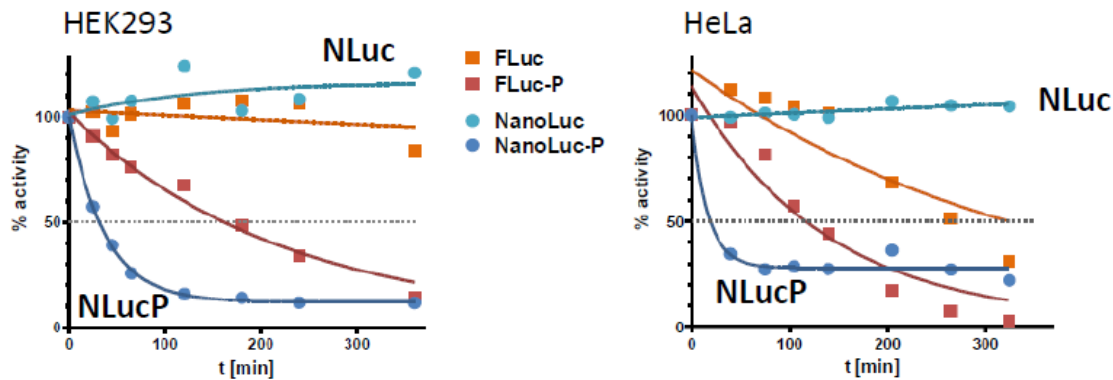 HEK293
NLuc
% activity
100
50
0
NLucP
0
100
200
300
t [min]
FLuc
FLuc-P
NanoLuc
NanoLuc-P
HeLa
NLuc
% activity
100
50
0
NLucP
0
100
200
300
t [min]